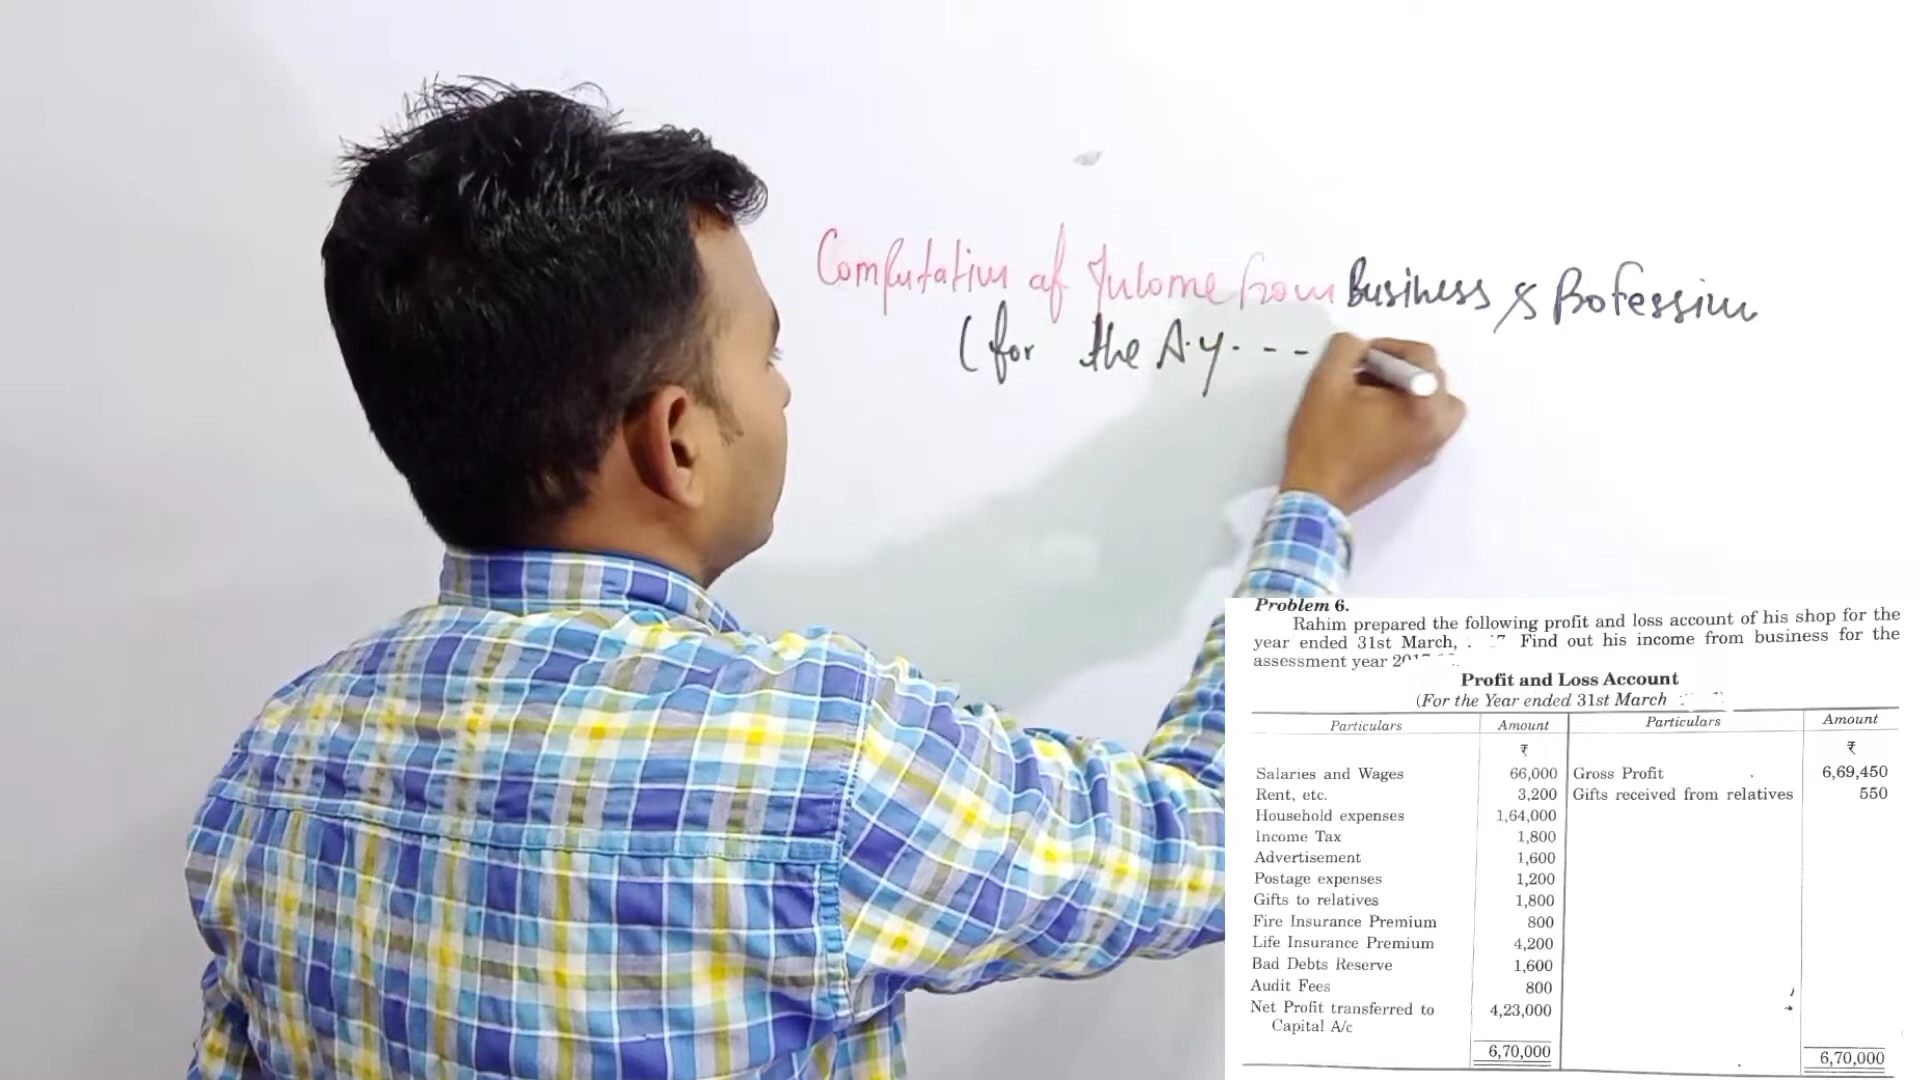 Computation of Income from Business & Profession
(for the A.Y. - -
Problem 6.
Rahim prepared the following profit and loss account of his shop for the
year ended 31st March, Find out his income from business for the
assessment year
Profit and Loss Account
(For the Year ended 31st March
Particulars Amount Particulars Amount
₹ ₹
Salaries and Wages 66,000 Gross Profit 6,69,450
Rent, etc. 3,200 Gifts received from relatives 550
Household expenses 1,64,000
Income Tax 1,800
Advertisement 1,600
Postage expenses 1,200
Gifts to relatives 1,800
Fire Insurance Premium 800
Life Insurance Premium 4,200
Bad Debts Reserve 1,600
Audit Fees 800
Net Profit transferred to 4,23,000
Capital A/c
6,70,000 6,70,000